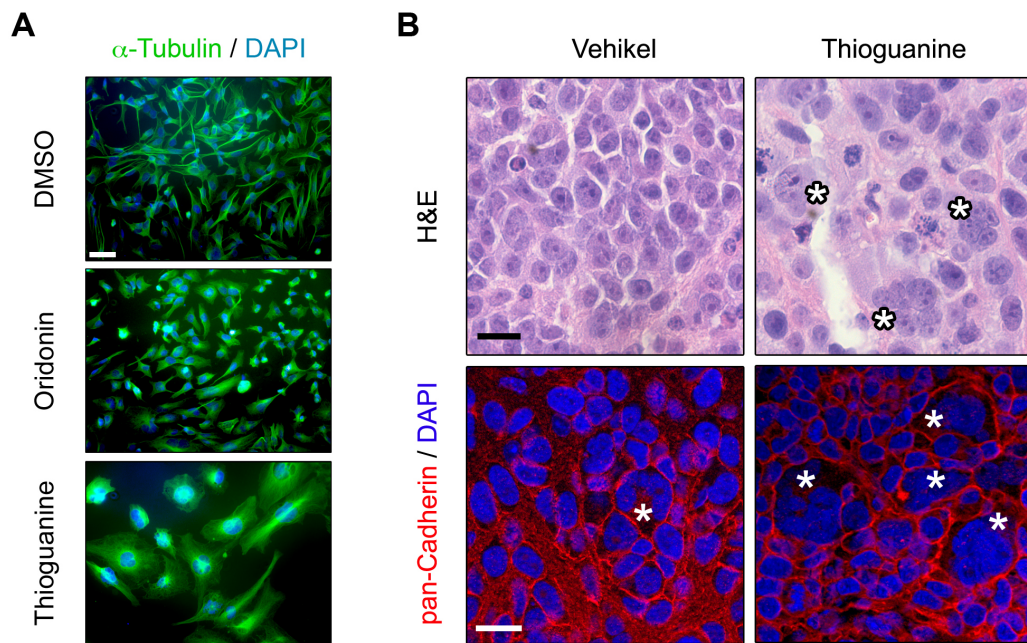 A
α-Tubulin / DAPI
DMSO
Oridonin
Thioguanine
B
Vehikel
Thioguanine
H&E
pan-Cadherin / DAPI
*
*
*
*
*
*
*
*